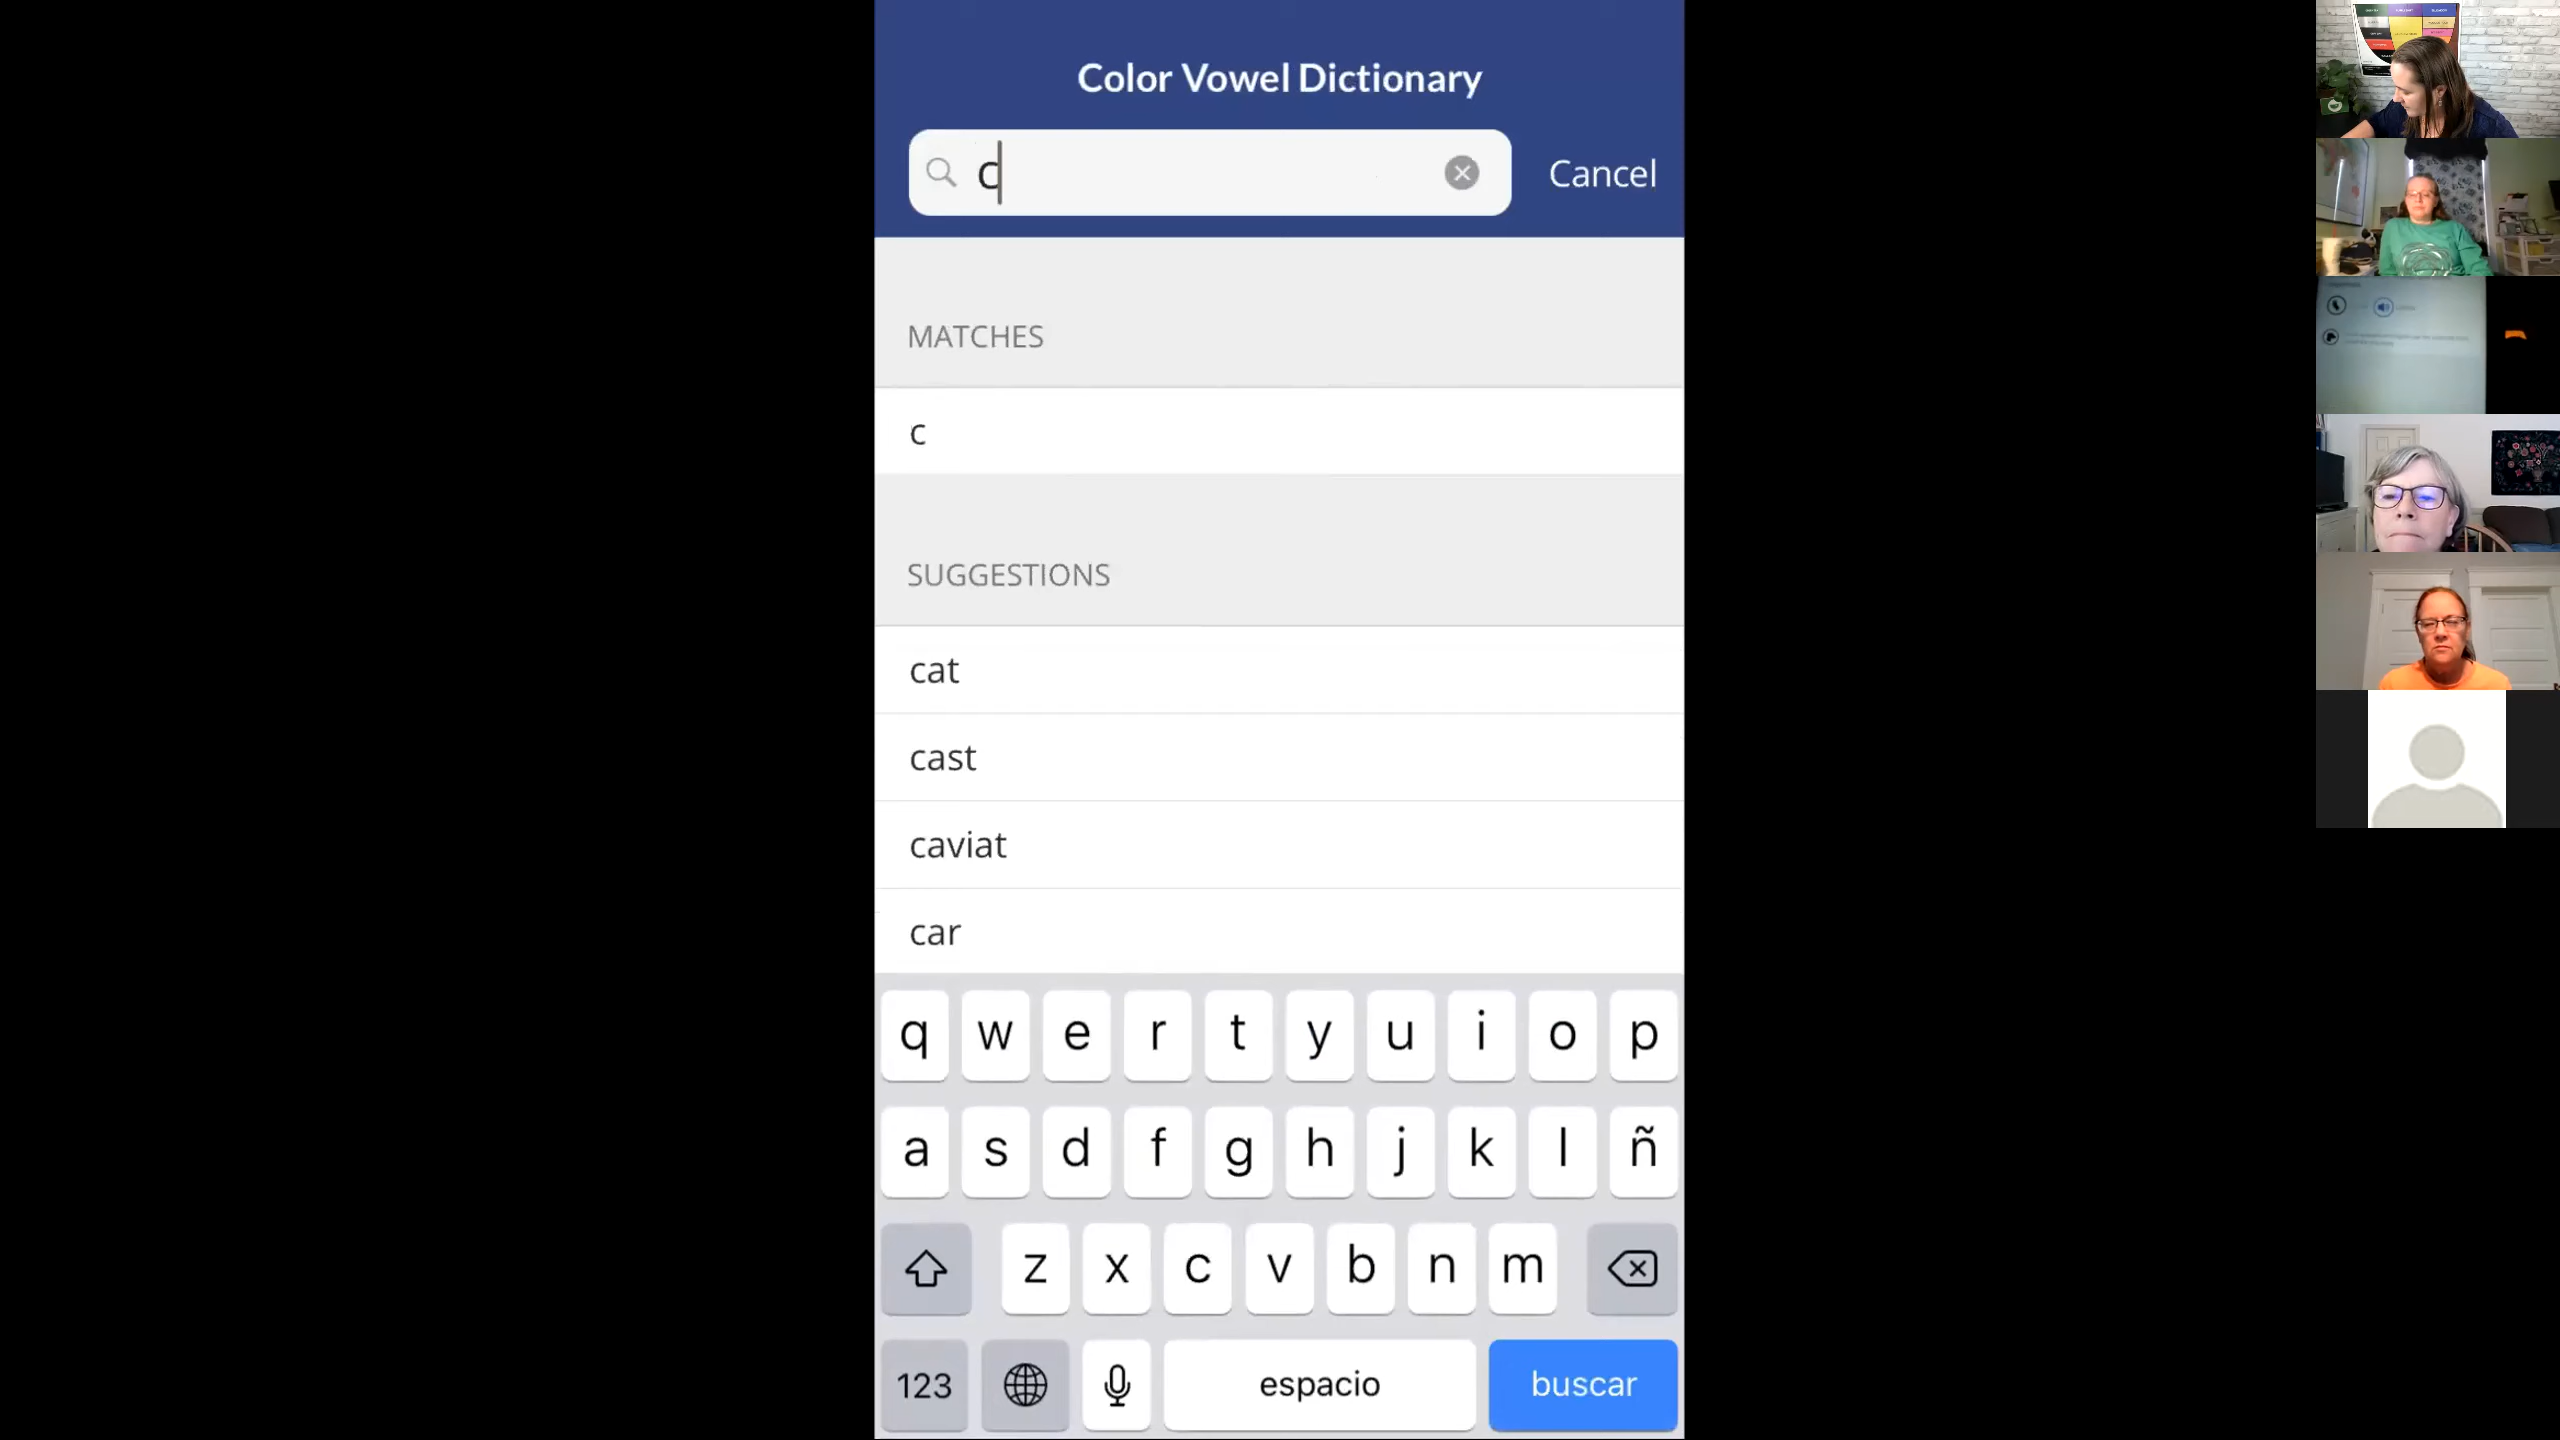 Color Vowel Dictionary
c
Cancel
MATCHES
c
SUGGESTIONS
cat
cast
caviat
car
q w e r t y u i o p
a s d f g h j k l ñ
z x c v b n m
123
espacio
buscar